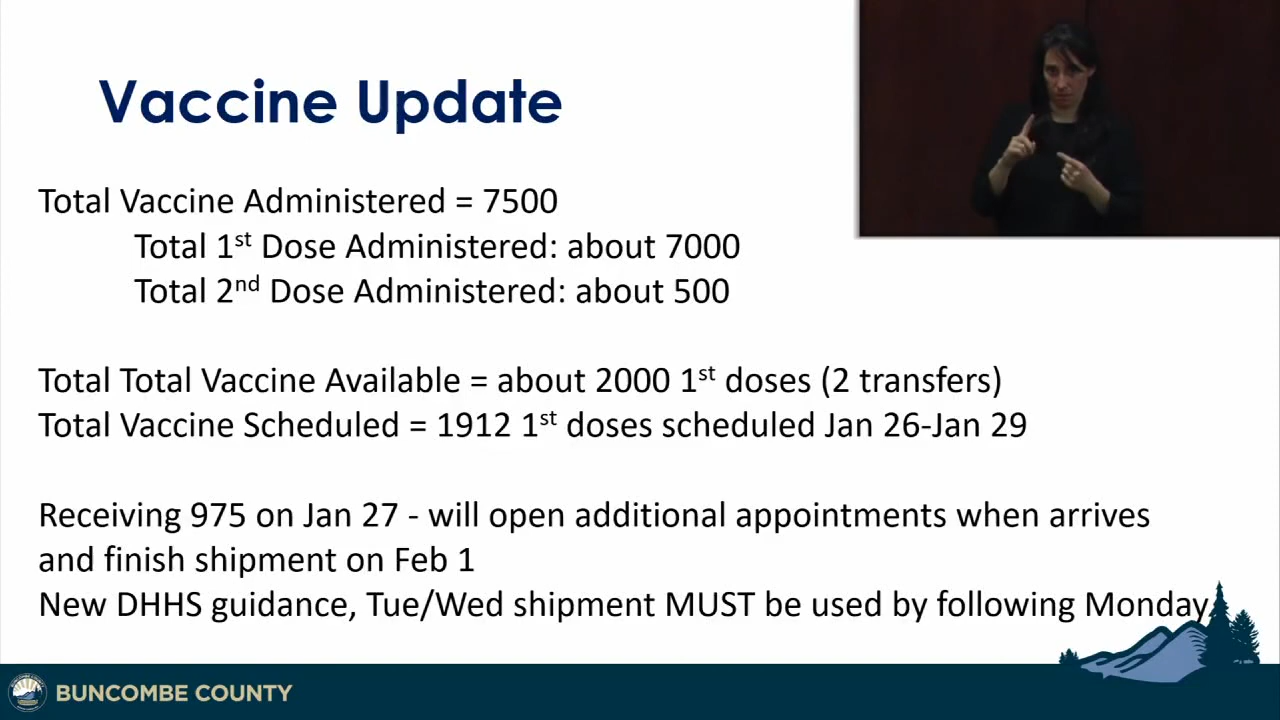 Vaccine Update
Total Vaccine Administered = 7500
Total 1st Dose Administered: about 7000
Total 2nd Dose Administered: about 500
Total Total Vaccine Available = about 2000 1st doses (2 transfers)
Total Vaccine Scheduled = 1912 1st doses scheduled Jan 26-Jan 29
Receiving 975 on Jan 27 - will open additional appointments when arrives
and finish shipment on Feb 1
New DHHS guidance, Tue/Wed shipment MUST be used by following Monday
BUNCOMBE COUNTY